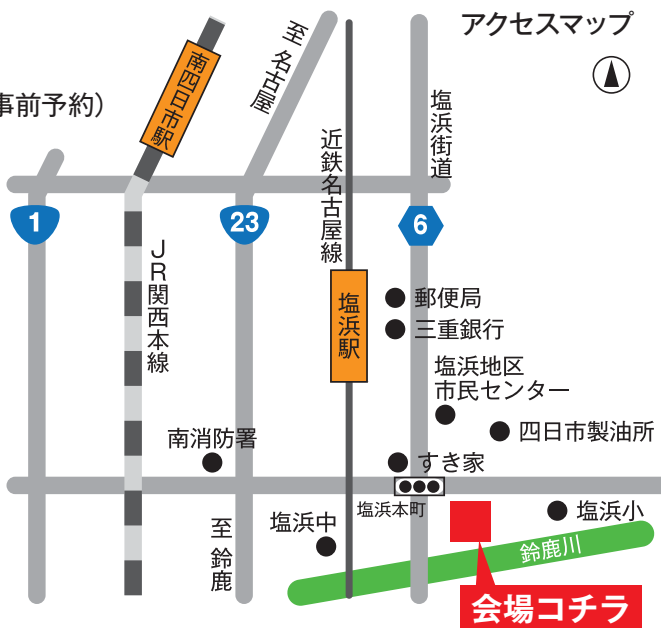 アクセスマップ
事前予約）
至 名古屋
南四日市駅
塩浜街道
近鉄名古屋線
1
23
6
JR関西本線
塩浜駅
郵便局
三重銀行
塩浜地区
市民センター
四日市製油所
南消防署
すき家
塩浜本町
塩浜小
至 鈴鹿
塩浜中
鈴鹿川
会場コチラ